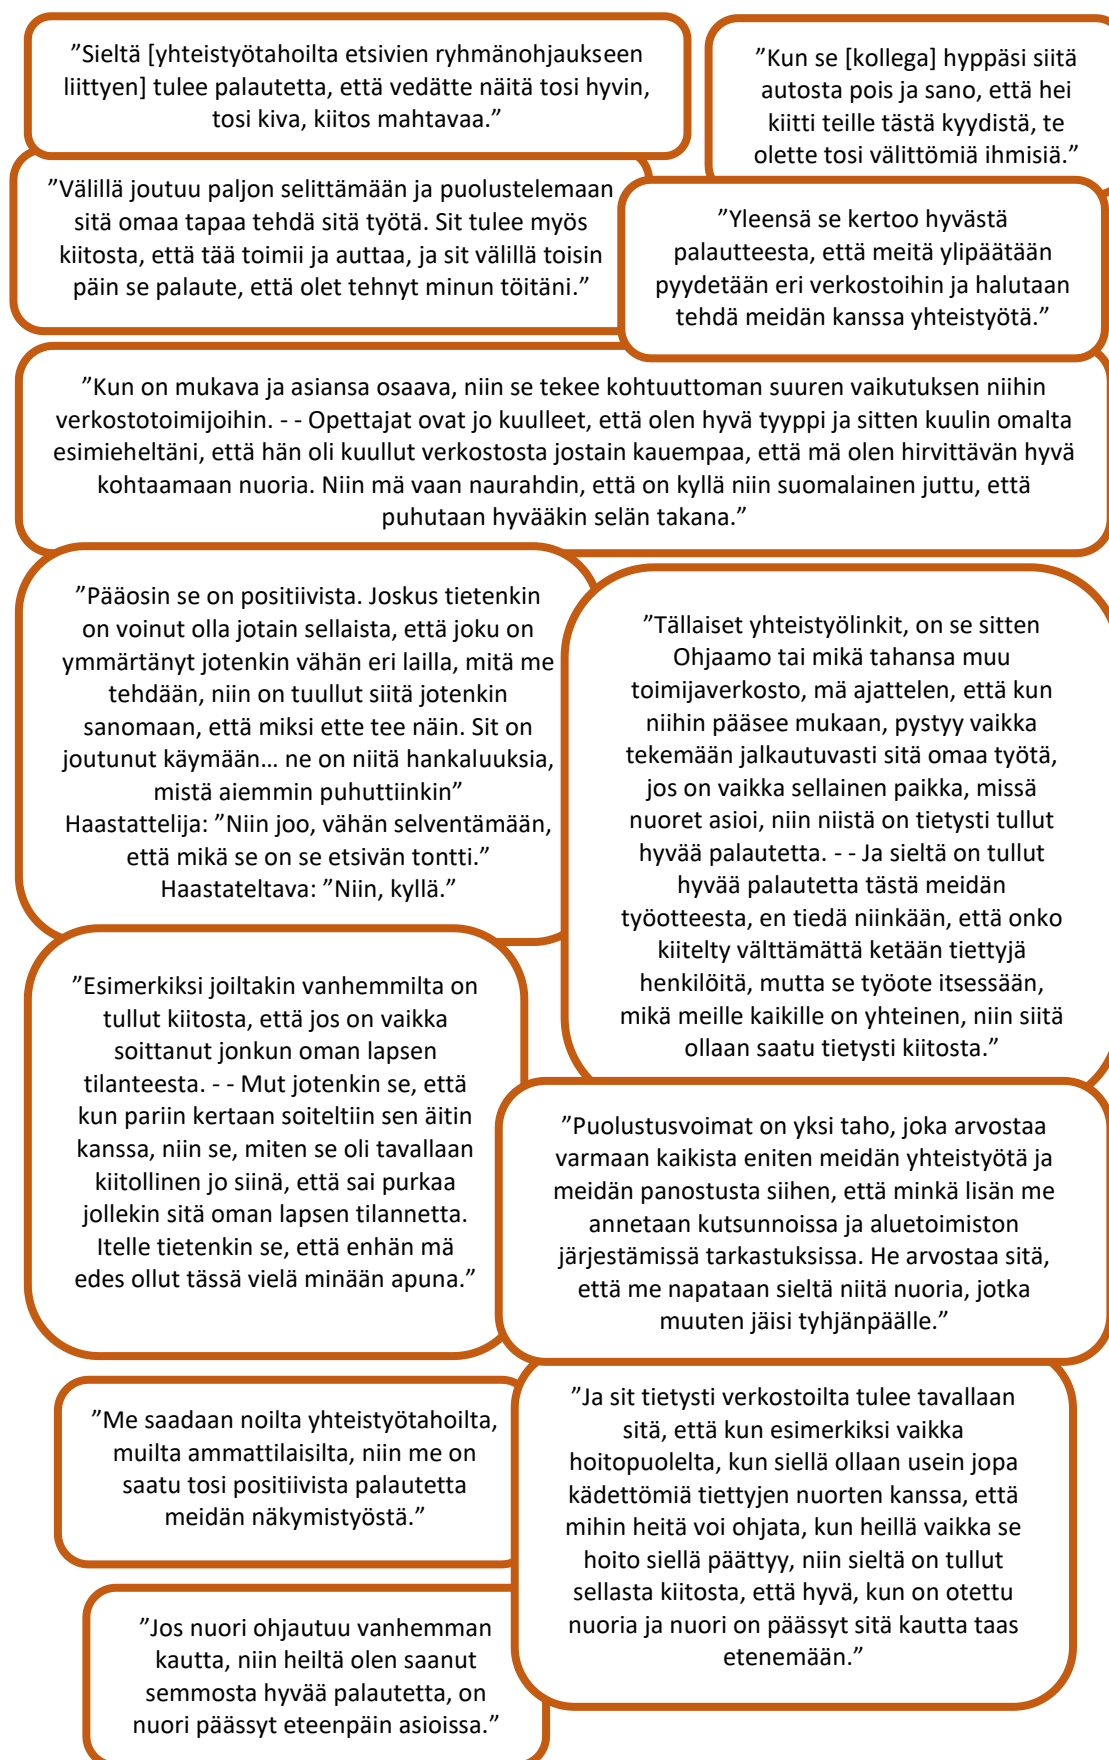 ”Sieltä [yhteistyötahoilta etsivien ryhmänohjaukseen
liittyen] tulee palautetta, että vedätte näitä tosi hyvin,
tosi kiva, kiitos mahtavaa.”
”Kun se [kollega] hyppäsi siitä
autosta pois ja sano, että hei
kiitti teille tästä kyydistä, te
olette tosi välittömiä ihmisiä.”
”Välillä joutuu paljon selittämään ja puolustelemaan
sitä omaa tapaa tehdä sitä työtä. Sit tulee myös
kiitosta, että tää toimii ja auttaa, ja sit välillä toisin
päin se palaute, että olet tehnyt minun töitäni.”
”Yleensä se kertoo hyvästä
palautteesta, että meitä ylipäätään
pyydetään eri verkostoihin ja halutaan
tehdä meidän kanssa yhteistyötä.”
”Kun on mukava ja asiansa osaava, niin se tekee kohtuuttoman suuren vaikutuksen niihin
verkostotoimijoihin. - - Opettajat ovat jo kuulleet, että olen hyvä tyyppi ja sitten kuulin omalta
esimieheltäni, että hän oli kuullut verkostosta jostain kauempaa, että mä olen hirvittävän hyvä
kohtaamaan nuoria. Niin mä vaan naurahdin, että on kyllä niin suomalainen juttu, että
puhutaan hyvääkin selän takana.”
”Pääosin se on positiivista. Joskus tietenkin
on voinut olla jotain sellaista, että joku on
ymmärtänyt jotenkin vähän eri lailla, mitä me
tehdään, niin on tuullut siitä jotenkin
sanomaan, että miksi ette tee näin. Sit on
joutunut käymään… ne on niitä hankaluuksia,
mistä aiemmin puhuttiinkin”
Haastattelija: ”Niin joo, vähän selventämään,
että mikä se on se etsivän tontti.”
Haastateltava: ”Niin, kyllä.”
”Tällaiset yhteistyölinkit, on se sitten
Ohjaamo tai mikä tahansa muu
toimijaverkosto, mä ajattelen, että kun
niihin pääsee mukaan, pystyy vaikka
tekemään jalkautuvasti sitä omaa työtä,
jos on vaikka sellainen paikka, missä
nuoret asioi, niin niistä on tietysti tullut
hyvää palautetta. - - Ja sieltä on tullut
hyvää palautetta tästä meidän
työotteesta, en tiedä niinkään, että onko
kiitelty välttämättä ketään tiettyjä
henkilöitä, mutta se työote itsessään,
mikä meille kaikille on yhteinen, niin siitä
ollaan saatu tietysti kiitosta.”
”Esimerkiksi joiltakin vanhemmilta on
tullut kiitosta, että jos on vaikka
soittanut jonkun oman lapsen
tilanteesta. - - Mut jotenkin se, että
kun pariin kertaan soiteltiin sen äitin
kanssa, niin se, miten se oli tavallaan
kiitollinen jo siinä, että sai purkaa
jollekin sitä oman lapsen tilannetta.
Itelle tietenkin se, että enhän mä
edes ollut tässä vielä minään apuna.”
”Puolustusvoimat on yksi taho, joka arvostaa
varmaan kaikista eniten meidän yhteistyötä ja
meidän panostusta siihen, että minkä lisän me
annetaan kutsunnoissa ja aluetoimiston
järjestämissä tarkastuksissa. He arvostaa sitä,
että me napataan sieltä niitä nuoria, jotka
muuten jäisi tyhjänpäälle.”
”Me saadaan noilta yhteistyötahoilta,
muilta ammattilaisilta, niin me on
saatu tosi positiivista palautetta
meidän näkymistyöstä.”
”Ja sit tietysti verkostoilta tulee tavallaan
sitä, että kun esimerkiksi vaikka
hoitopuolelta, kun siellä ollaan usein jopa
kädettömiä tiettyjen nuorten kanssa, että
mihin heitä voi ohjata, kun heillä vaikka se
hoito siellä päättyy, niin sieltä on tullut
sellasta kiitosta, että hyvä, kun on otettu
nuoria ja nuori on päässyt sitä kautta taas
etenemään.”
”Jos nuori ohjautuu vanhemman
kautta, niin heiltä olen saanut
semmosta hyvää palautetta, on
nuori päässyt eteenpäin asioissa.”